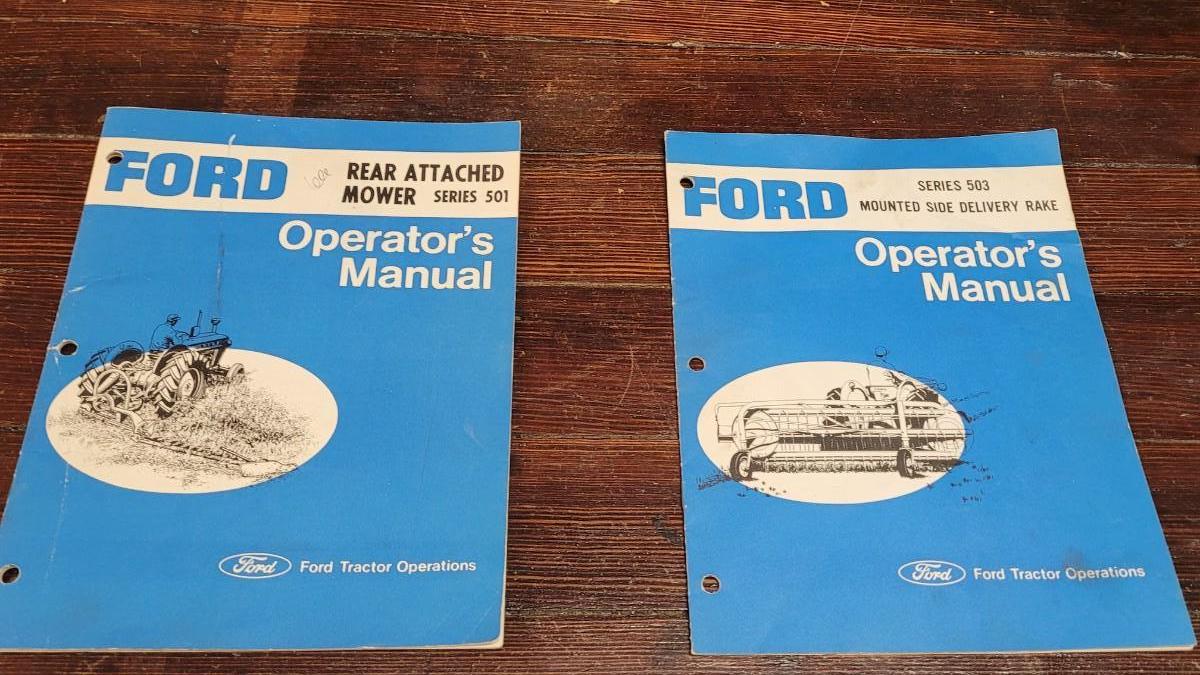 FORD
REAR ATTACHED
MOWER SERIES 501
Operator's
Manual
Ford Ford Tractor Operations
FORD
SERIES 503
MOUNTED SIDE DELIVERY RAKE
Operator's
Manual
Ford Ford Tractor Operations